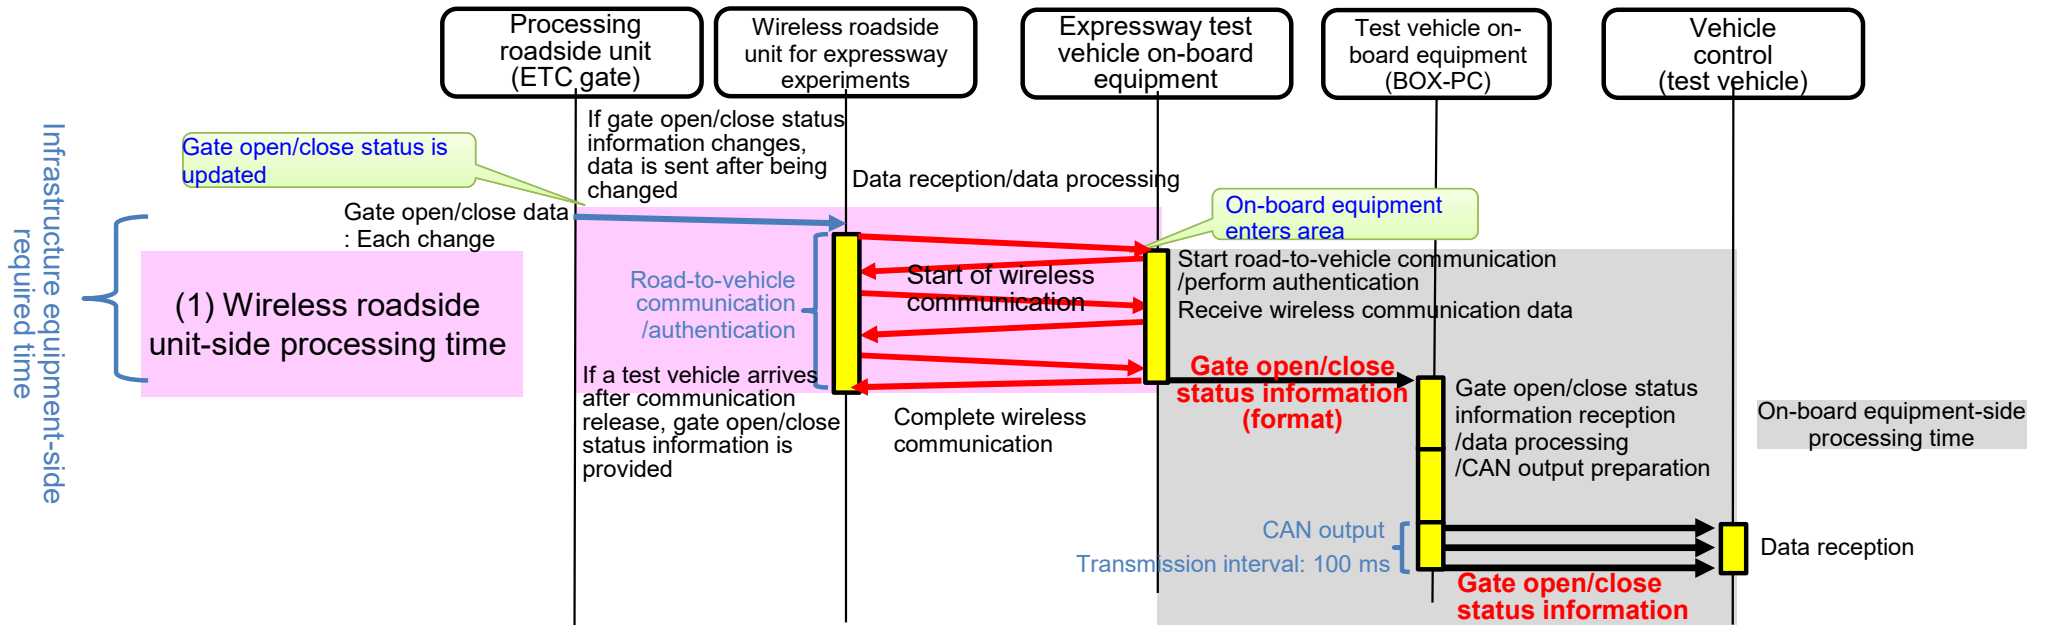 Processing
roadside unit
(ETC gate)
Wireless roadside
unit for expressway
experiments
Expressway test
vehicle on-board
equipment
Test vehicle on-
board equipment
(BOX-PC)
Vehicle
control
(test vehicle)
If gate open/close status
information changes,
data is sent after being
changed
Gate open/close status is
updated
Data reception/data processing
Gate open/close data
: Each change
On-board equipment
enters area
Infrastructure equipment-side
required time
(1) Wireless roadside
unit-side processing time
Road-to-vehicle
communication
/authentication
Start of wireless
communication
Start road-to-vehicle communication
/perform authentication
Receive wireless communication data
If a test vehicle arrives
after communication
release, gate open/close
status information is
provided
Complete wireless
communication
Gate open/close
status information
(format)
Gate open/close status
information reception
/data processing
/CAN output preparation
On-board equipment-side
processing time
CAN output
Transmission interval: 100 ms
Data reception
Gate open/close
status information